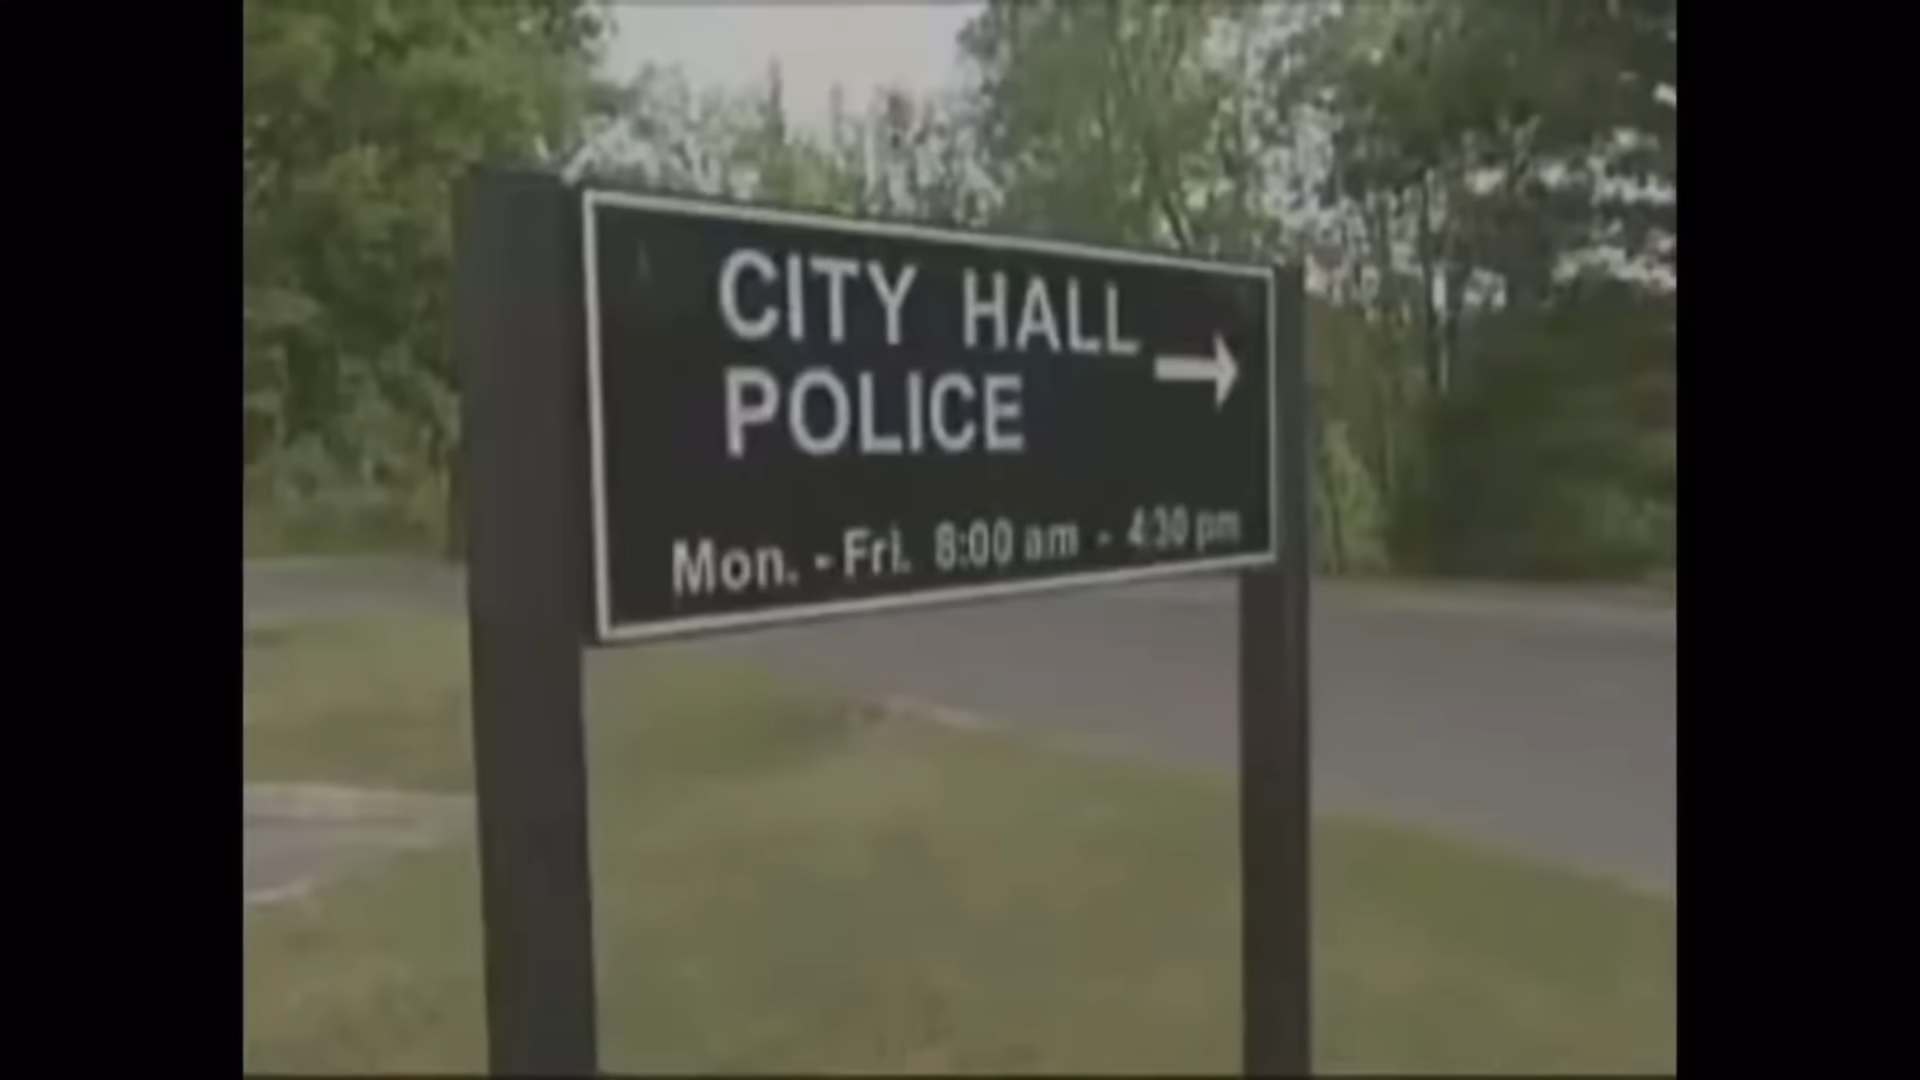 CITY HALL →
POLICE
Mon. - Fri. 8:00 am - 4:30 pm